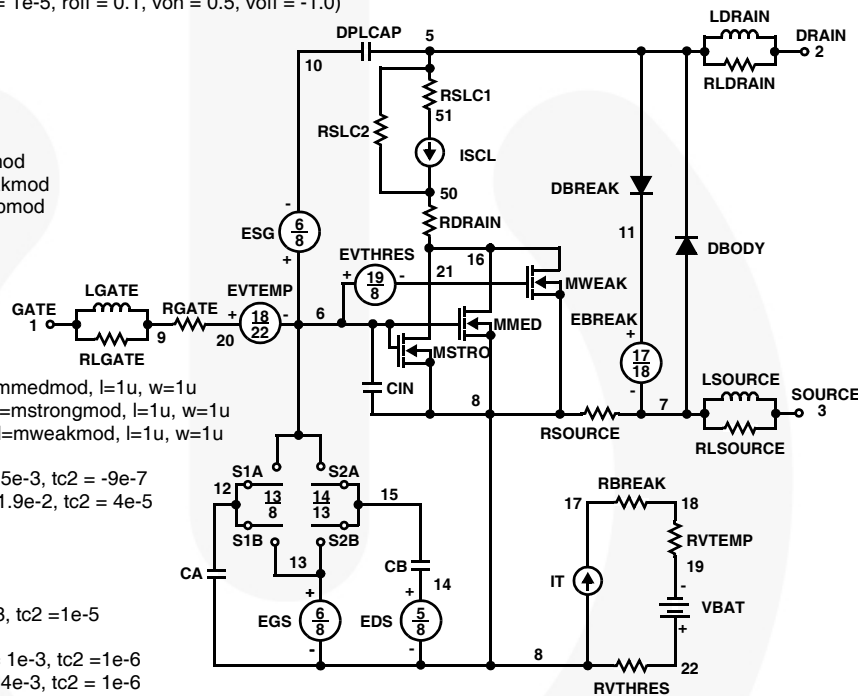 = 1e-5, roff = 0.1, von = 0.5, voff = -1.0)
LDRAIN
DPLCAP
5
DRAIN
2
10
RLDRAIN
RSLC1
51
RSLC2
ISCL
DBREAK
50
RDRAIN
ESG
6
8
-
+
11
DBODY
EVTHRES
+
19
8
-
21
16
MWEAK
LGATE
GATE
1
RLGATE
9
RGATE
20
EVTEMP
+
18
22
-
6
MMED
MSTRO
EBREAK
+
17
18
-
CIN
8
RSOURCE
7
LSOURCE
SOURCE
3
RLSOURCE
mmedmod, l=1u, w=1u
=mstrongmod, l=1u, w=1u
l=mweakmod, l=1u, w=1u
5e-3, tc2 = -9e-7
1.9e-2, tc2 = 4e-5
S1A
S2A
12
13
8
14
13
15
S1B
S2B
13
CA
CB
14
+
EGS
6
8
-
+
EDS
5
8
-
8
RBREAK
17
18
RVTEMP
19
IT
-
VBAT
+
22
RVTHRES
3, tc2 =1e-5
= 1e-3, tc2 =1e-6
4e-3, tc2 = 1e-6